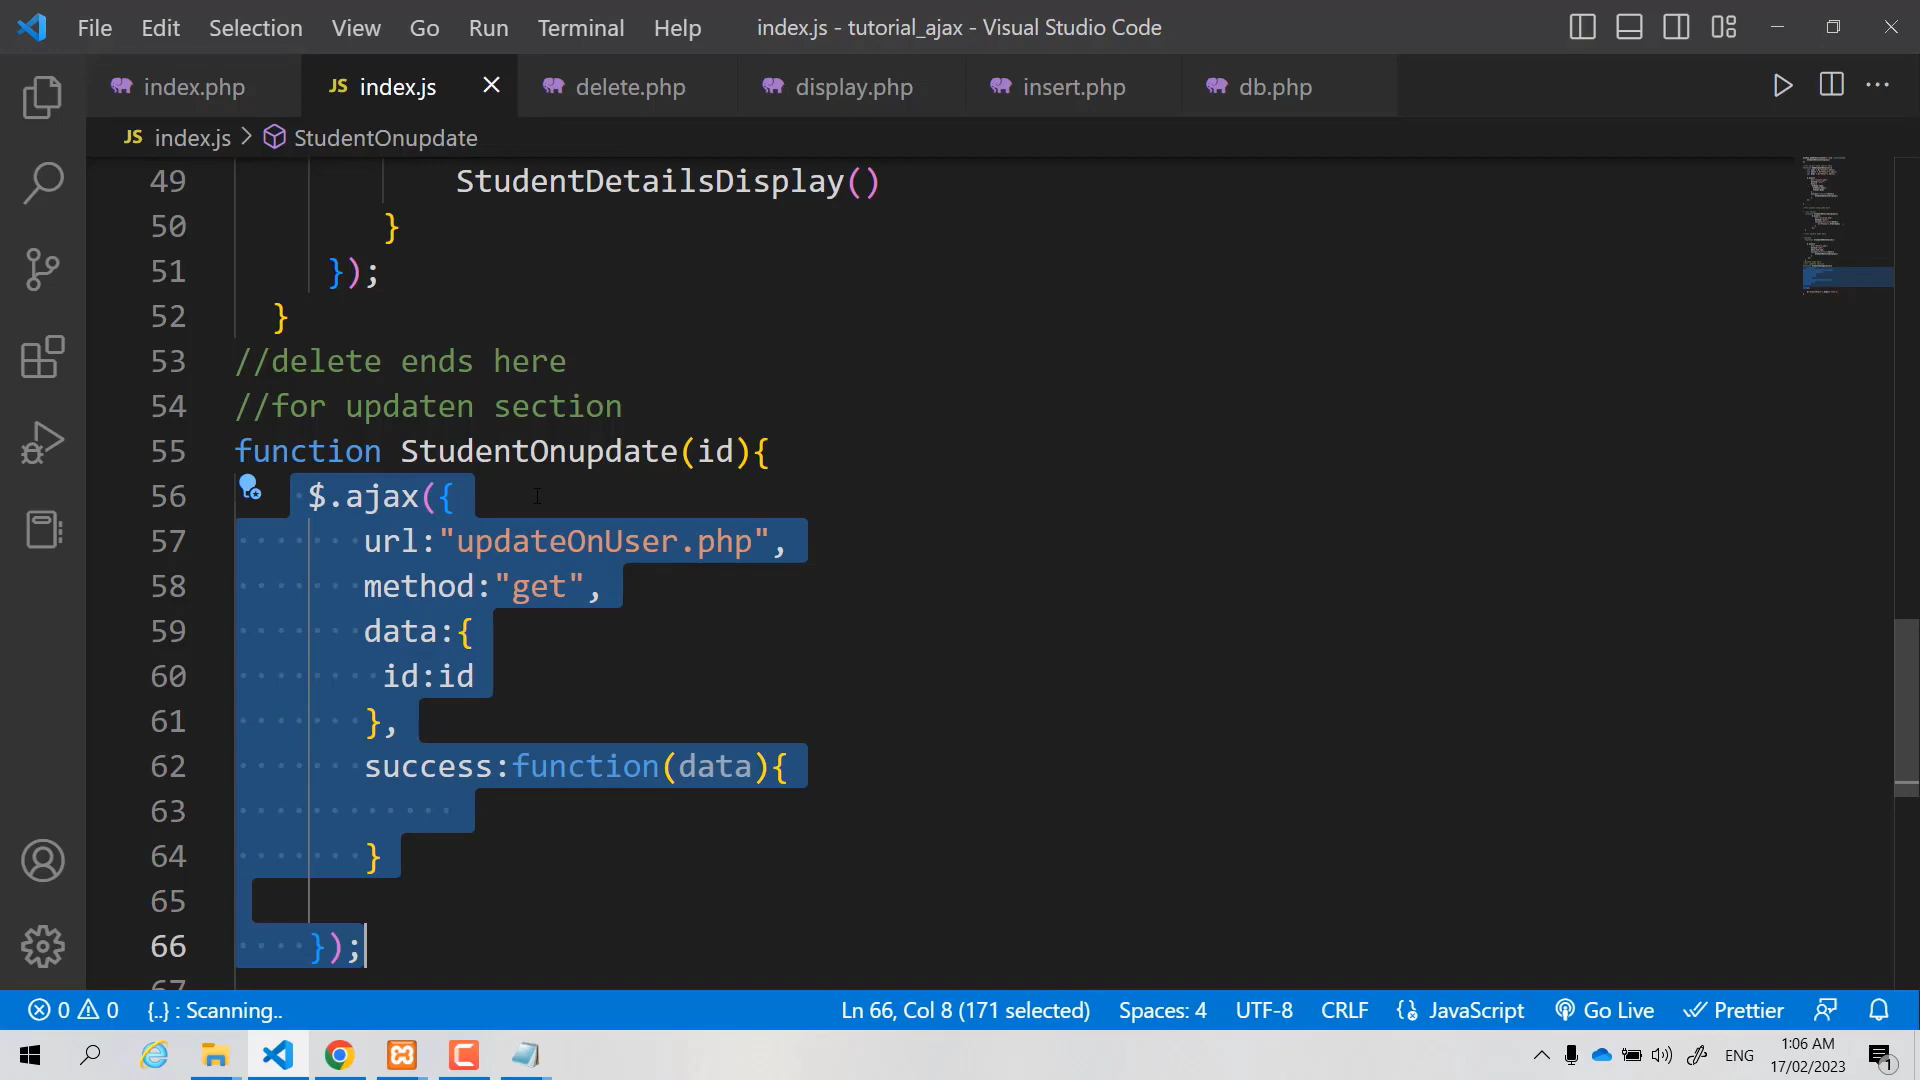 File Edit Selection View Go Run Terminal Help index.js - tutorial_ajax - Visual Studio Code
index.php JS index.js delete.php display.php insert.php db.php
JS index.js > StudentOnupdate
49 StudentDetailsDisplay()
50 }
51 });
52 }
53 //delete ends here
54 //for updaten section
55 function StudentOnupdate(id){
56 $.ajax({
57 url:"updateOnUser.php",
58 method:"get",
59 data:{
60 id:id
61 },
62 success:function(data){
63
64 }
65
66 });
67
0 0 {..} : Scanning.. Ln 66, Col 8 (171 selected) Spaces: 4 UTF-8 CRLF JavaScript Go Live Prettier
ENG 1:06 AM
17/02/2023 1